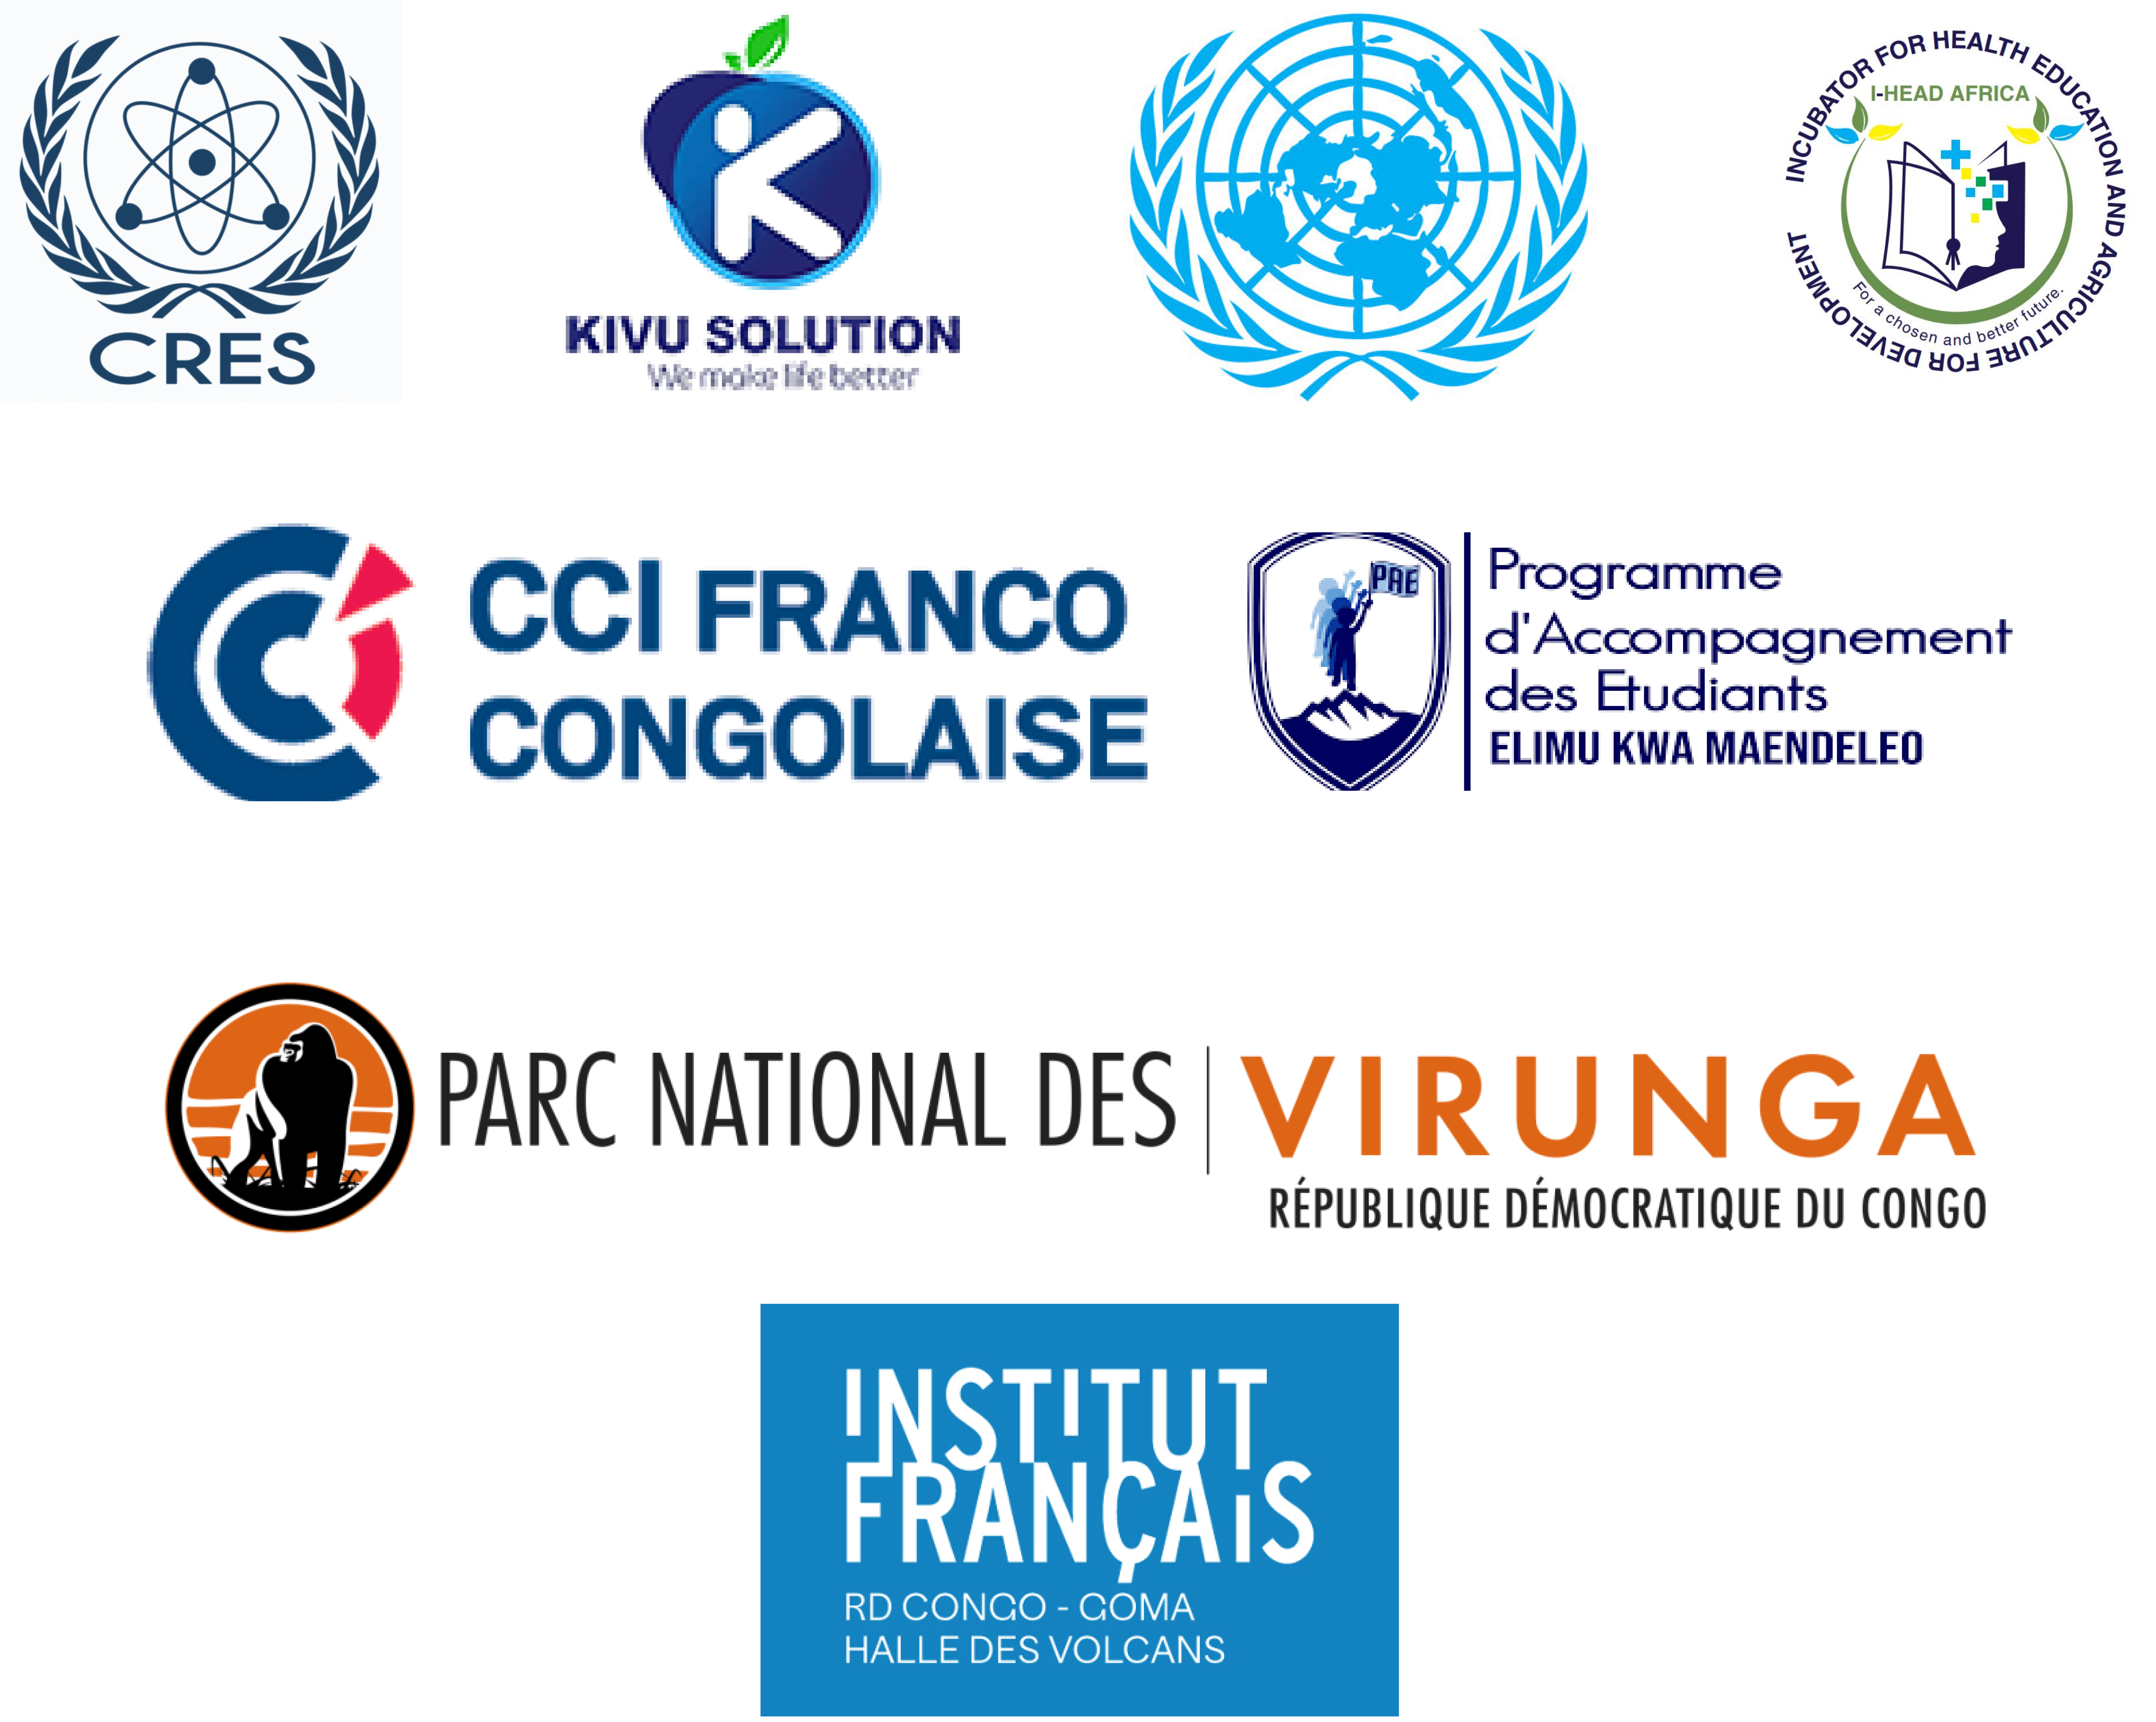 CRES
KIVU SOLUTION
We make life better
INCUBATOR FOR HEALTH EDUCATION AND AGRICULTURE FOR DEVELOPMENT
I-HEAD AFRICA
For a chosen and better future.
CCI FRANCO
CONGOLAISE
PAE
Programme
d'Accompagnement
des Etudiants
ELIMU KWA MAENDELEO
PARC NATIONAL DES
VIRUNGA
RÉPUBLIQUE DÉMOCRATIQUE DU CONGO
INSTITUT
FRANÇAiS
RD CONGO - GOMA
HALLE DES VOLCANS